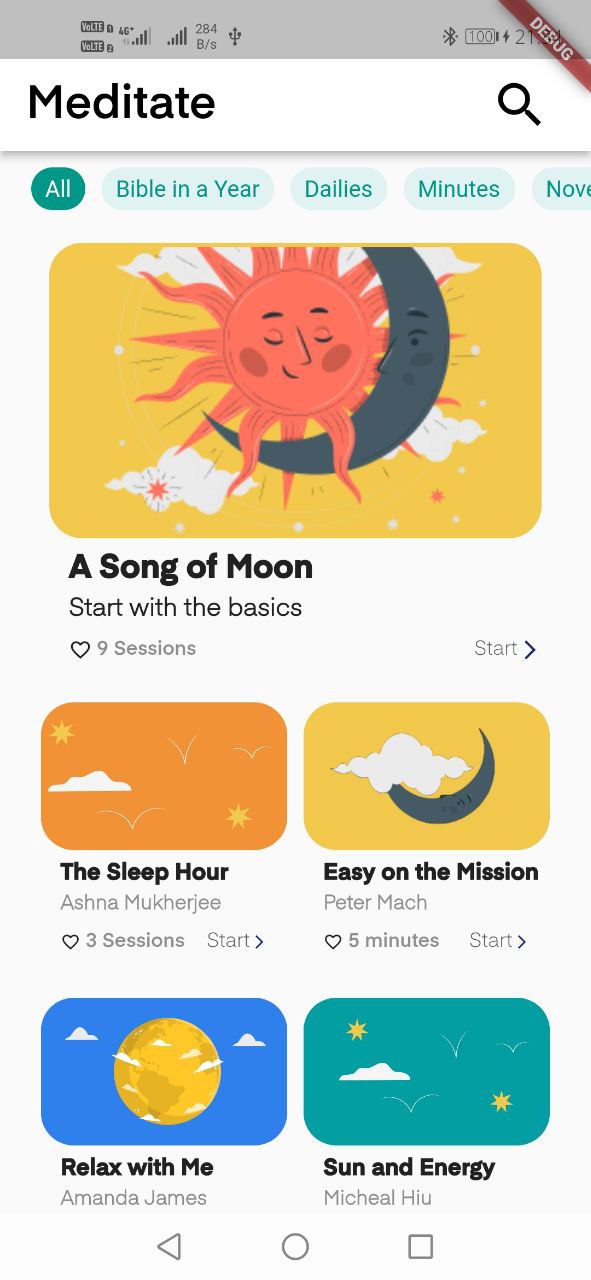 VoLTE 1 4G+ 284
VoLTE 2 B/s
100
DEBUG
Meditate
All Bible in a Year Dailies Minutes Nove
A Song of Moon
Start with the basics
9 Sessions Start
The Sleep Hour Easy on the Mission
Ashna Mukherjee Peter Mach
3 Sessions Start 5 minutes Start
Relax with Me Sun and Energy
Amanda James Micheal Hiu